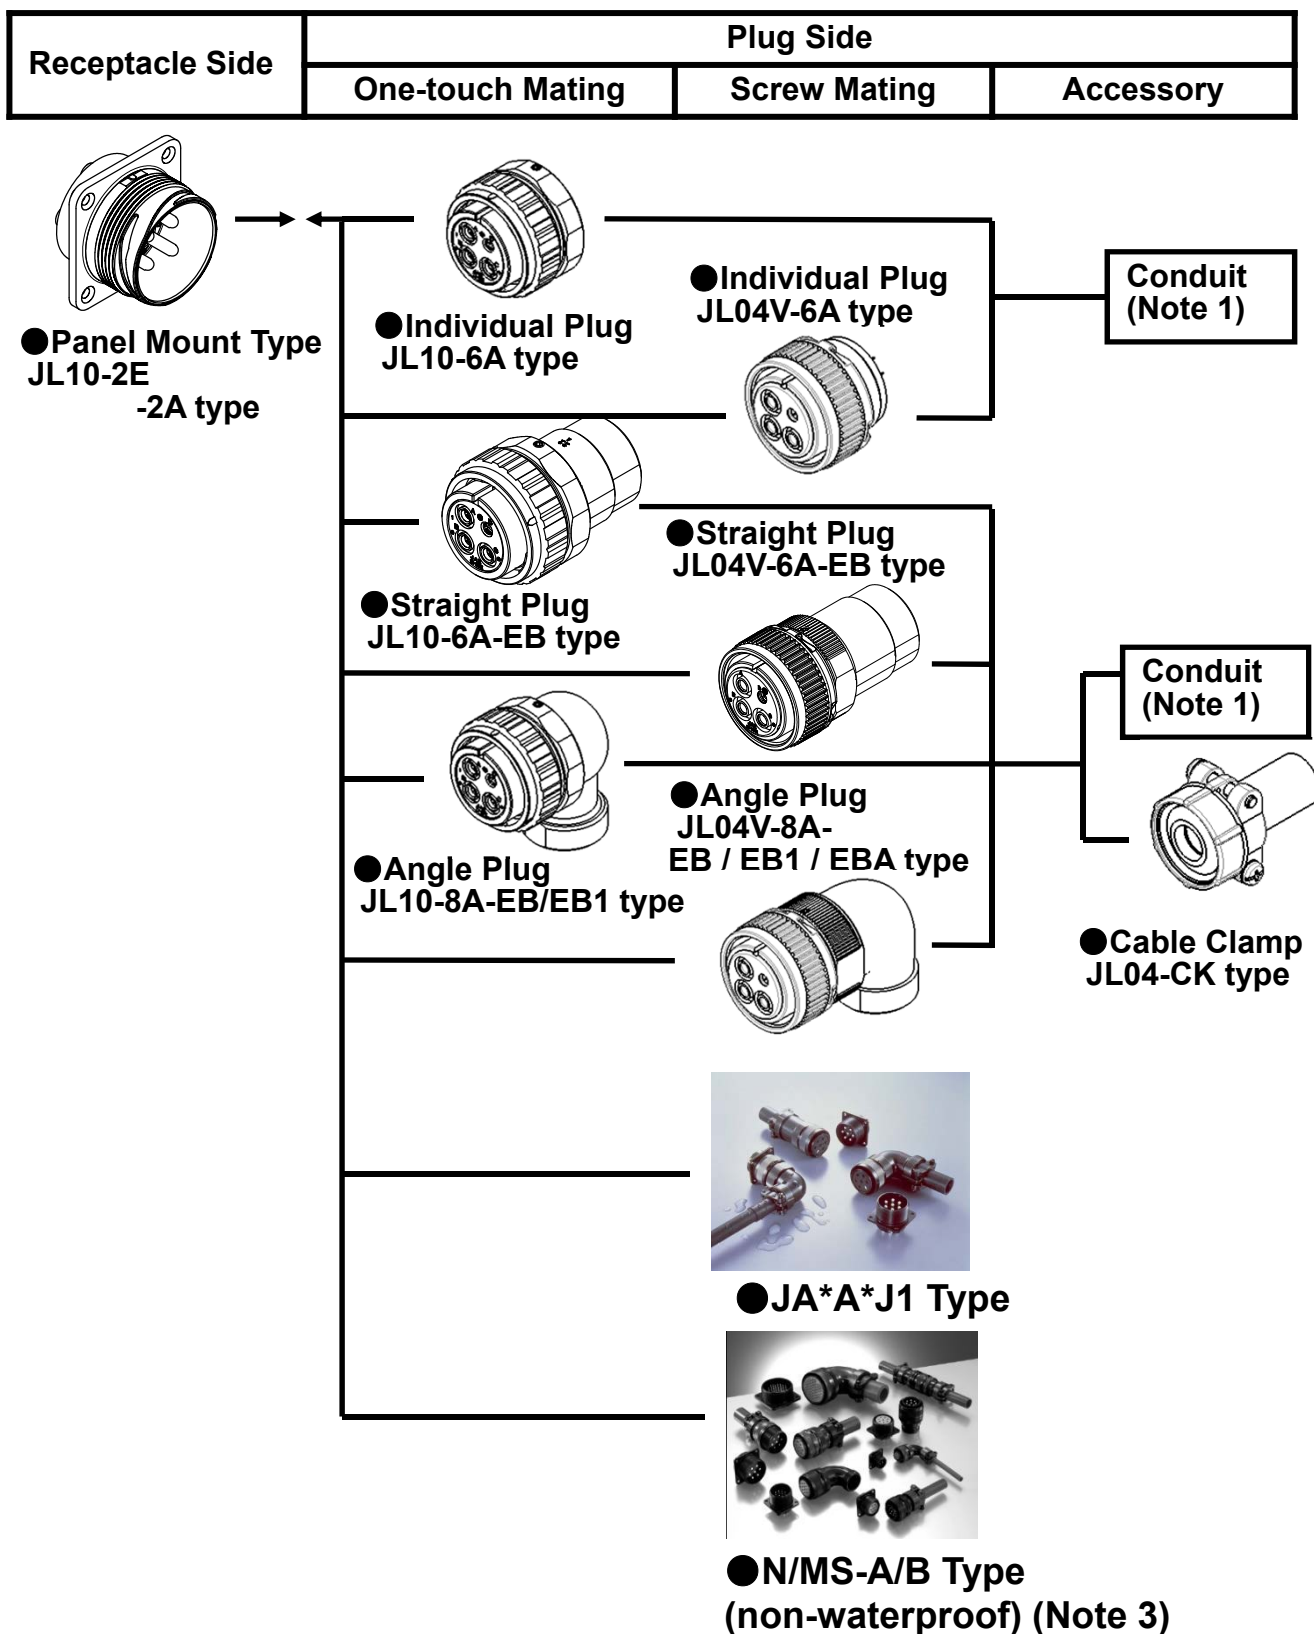 Receptacle Side
Plug Side
One-touch Mating
Screw Mating
Accessory
●Panel Mount Type
JL10-2E
-2A type
●Individual Plug
JL10-6A type
●Individual Plug
JL04V-6A type
Conduit
(Note 1)
●Straight Plug
JL10-6A-EB type
●Straight Plug
JL04V-6A-EB type
●Angle Plug
JL10-8A-EB/EB1 type
●Angle Plug
JL04V-8A-
EB / EB1 / EBA type
Conduit
(Note 1)
●Cable Clamp
JL04-CK type
●JA*A*J1 Type
●N/MS-A/B Type
(non-waterproof) (Note 3)